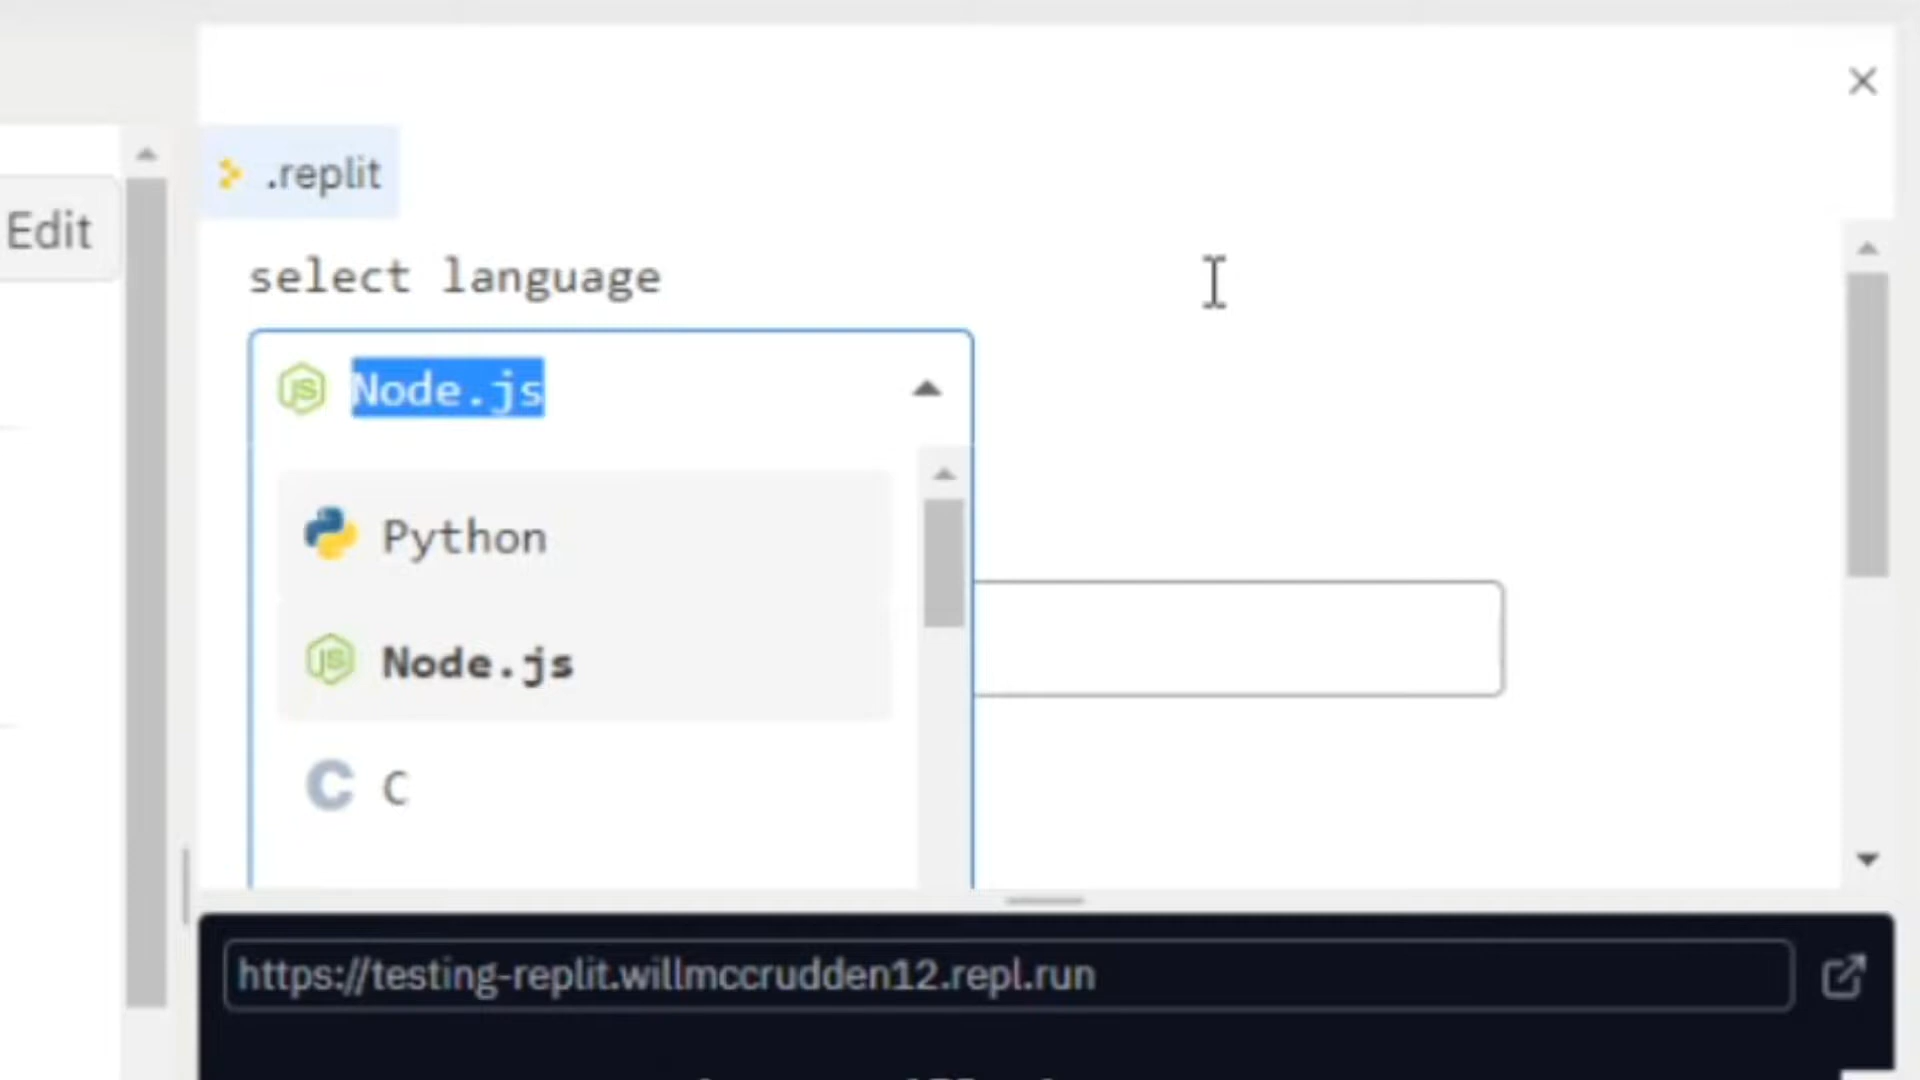 .replit
Edit
select language
Node.js
Python
Node.js
C
https://testing-replit.willmccrudden12.repl.run